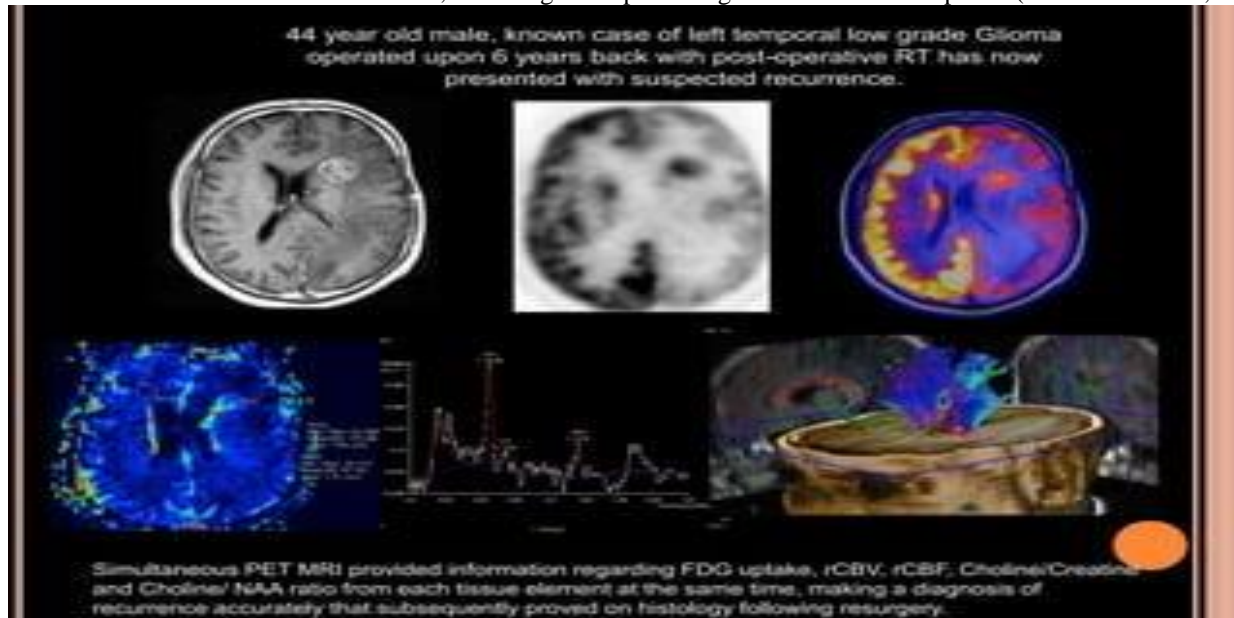 44 year old male, known case of left temporal low grade Glioma
operated upon 6 years back with post-operative RT has now
presented with suspected recurrence.
Simultaneous PET MRI provided information regarding FDG uptake, rCBV, rCBF, Choline/Creatine
and Choline/ NAA ratio from each tissue element at the same time, making a diagnosis of
recurrence accurately that subsequently proved on histology following resurgery.